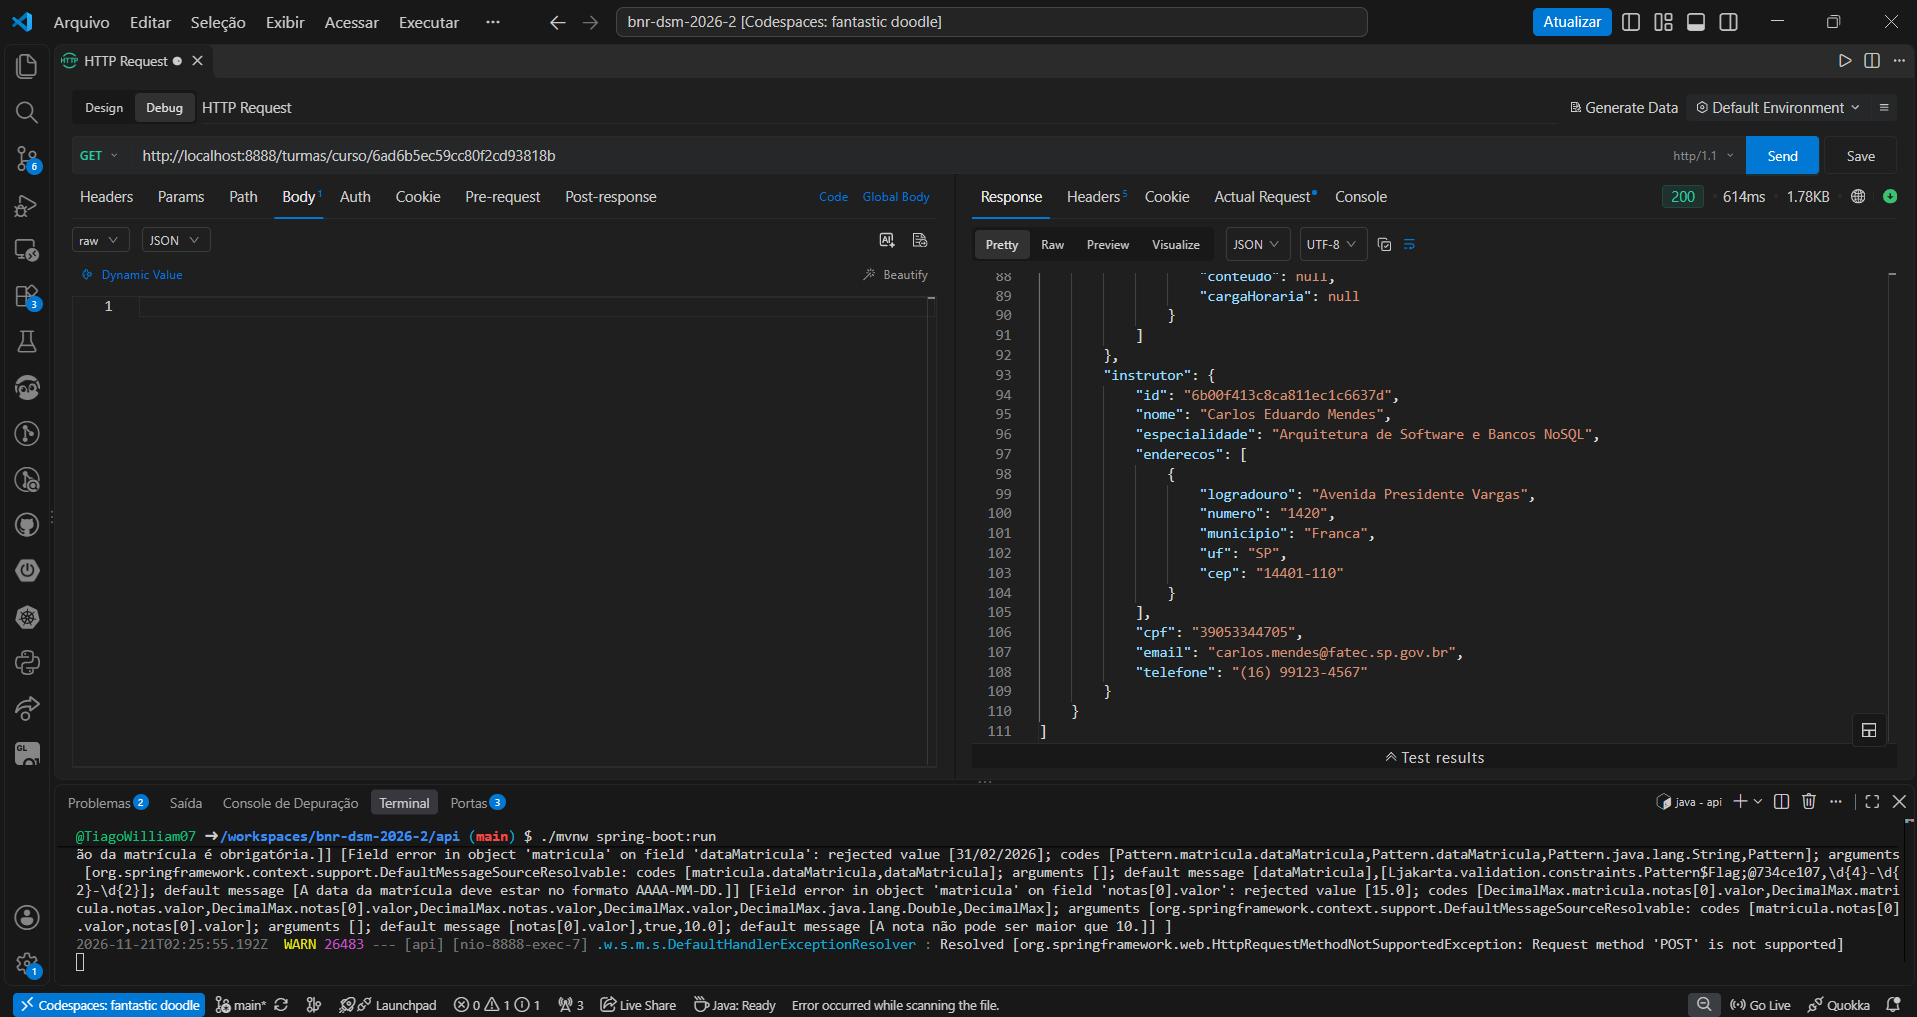 Arquivo Editar Seleção Exibir Acessar Executar ··· bnr-dsm-2026-2 [Codespaces: fantastic doodle] Atualizar
HTTP Request
Design Debug HTTP Request Generate Data Default Environment
GET http://localhost:8888/turmas/curso/6ad6b5ec59cc80f2cd93818b http/1.1 Send Save
Headers Params Path Body 1 Auth Cookie Pre-request Post-response Code Global Body
Response Headers 5 Cookie Actual Request Console 200 614ms 1.78KB
raw JSON
Pretty Raw Preview Visualize JSON UTF-8
Dynamic Value Beautify
1
88 "conteudo": null,
89 "cargaHoraria": null
90 }
91 ]
92 },
93 "instrutor": {
94 "id": "6b00f413c8ca811ec1c6637d",
95 "nome": "Carlos Eduardo Mendes",
96 "especialidade": "Arquitetura de Software e Bancos NoSQL",
97 "enderecos": [
98 {
99 "logradouro": "Avenida Presidente Vargas",
100 "numero": "1420",
101 "municipio": "Franca",
102 "uf": "SP",
103 "cep": "14401-110"
104 }
105 ],
106 "cpf": "39053344705",
107 "email": "carlos.mendes@fatec.sp.gov.br",
108 "telefone": "(16) 99123-4567"
109 }
110 }
111 ]
Test results
Problemas 2 Saída Console de Depuração Terminal Portas 3 java - api
@TiagoWilliam07 ➜ /workspaces/bnr-dsm-2026-2/api (main) $ ./mvnw spring-boot:run
ão da matrícula é obrigatória.]] [Field error in object 'matricula' on field 'dataMatricula': rejected value [31/02/2026]; codes [Pattern.matricula.dataMatricula,Pattern.dataMatricula,Pattern.java.lang.String,Pattern]; arguments
[org.springframework.context.support.DefaultMessageSourceResolvable: codes [matricula.dataMatricula,dataMatricula]; arguments []; default message [dataMatricula],[Ljakarta.validation.constraints.Pattern$Flag;@734ce107,\d{4}-\d{
2}-\d{2}]; default message [A data da matrícula deve estar no formato AAAA-MM-DD.]] [Field error in object 'matricula' on field 'notas[0].valor': rejected value [15.0]; codes [DecimalMax.matricula.notas[0].valor,DecimalMax.matri
cula.notas.valor,DecimalMax.notas[0].valor,DecimalMax.notas.valor,DecimalMax.valor,DecimalMax.java.lang.Double,DecimalMax]; arguments [org.springframework.context.support.DefaultMessageSourceResolvable: codes [matricula.notas[0]
.valor,notas[0].valor]; arguments []; default message [notas[0].valor],true,10.0]; default message [A nota não pode ser maior que 10.]] ]
2026-11-21T02:25:55.192Z WARN 26483 --- [api] [nio-8888-exec-7] .w.s.m.s.DefaultHandlerExceptionResolver : Resolved [org.springframework.web.HttpRequestMethodNotSupportedException: Request method 'POST' is not supported]
Codespaces: fantastic doodle main* Launchpad 0 1 1 3 Live Share Java: Ready Error occurred while scanning the file. Go Live Quokka